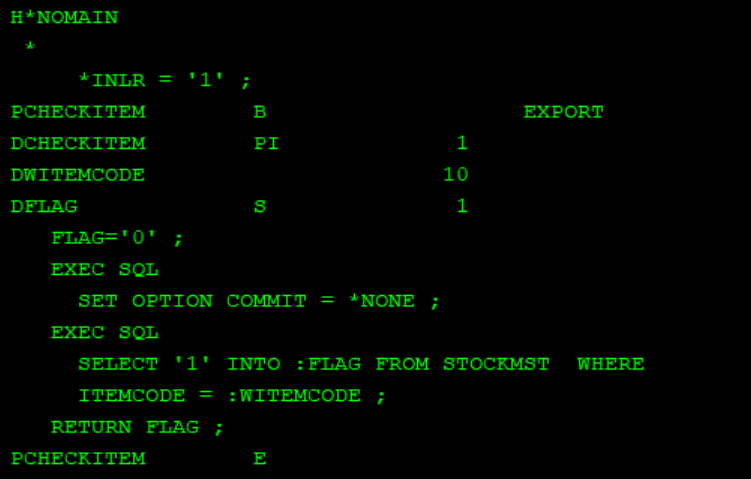 H*NOMAIN
 *
     *INLR = '1' ;
PCHECKITEM        B                   EXPORT
DCHECKITEM        PI             1
DWITEMCODE                      10
DFLAG             S              1
   FLAG='0' ;
   EXEC SQL
     SET OPTION COMMIT = *NONE ;
   EXEC SQL
     SELECT '1' INTO :FLAG FROM STOCKMST  WHERE
     ITEMCODE = :WITEMCODE ;
   RETURN FLAG ;
PCHECKITEM        E